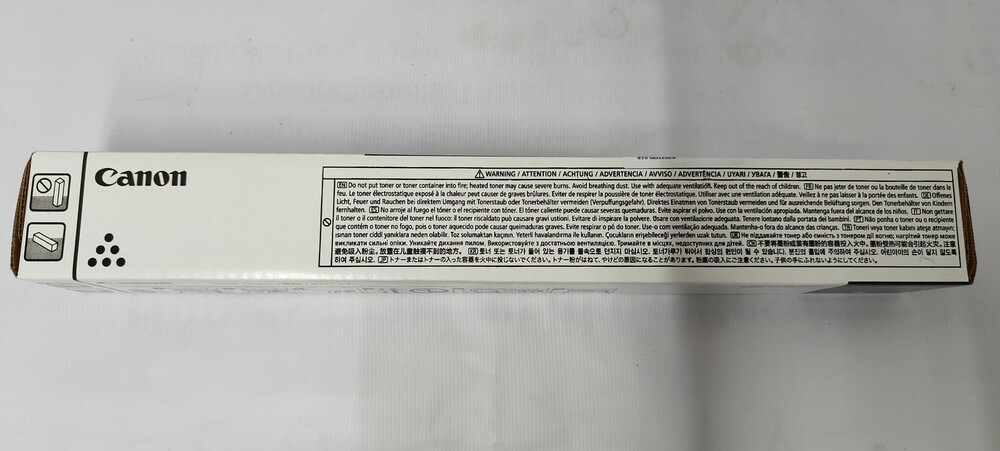 Canon
WARNING / ATTENTION / ACHTUNG / ADVERTENCIA / AVVISO / ADVERTÊNCIA / UYARI / УВАГА / 警告 / 경고
EN Do not put toner or toner container into fire; heated toner may cause severe burns. Avoid breathing dust. Use with adequate ventilation. Keep out of the reach of children. FR Ne pas jeter de toner ou la bouteille de toner dans le
feu. Le toner électrostatique exposé à la chaleur peut causer de graves brûlures. Eviter de respirer la poussière de toner électrostatique. Utiliser avec une ventilation adéquate. Ne pas laisser à la portée des enfants. DE Offenes
Licht, Feuer und Rauchen bei direktem Umgang mit Tonerstaub oder Tonerbehälter vermeiden (Verpuffungsgefahr). Direktes Einatmen von Tonerstaub vermeiden und für ausreichende Belüftung sorgen. Den Tonerbehälter von Kindern
fernhalten. ES No arroje al fuego el tóner o el recipiente con tóner. El tóner caliente puede causar severas quemaduras. Evite aspirar el polvo. Use con la ventilación apropiada. Mantenga fuera del alcance de los niños. IT Non gettare
il toner o il contenitore del toner nel fuoco: il toner riscaldato può causare gravi ustioni. Evitare di respirare la polvere. Usare con ventilazione adeguata. Tenere lontano dalla portata dei bambini. PT Não ponha o toner ou o recipiente
que contém o toner no fogo, pois o toner aquecido pode causar queimaduras graves. Evite respirar o pó do toner. Use-o com ventilação adequada. Mantenha-o fora do alcance das crianças. TR Toneri veya toner kabını ateşe atmayın;
ısınan toner ciddi yanıklara neden olabilir. Toz solumaktan kaçının. Yeterli havalandırma ile kullanın. Çocukların erişebileceği yerlerden uzak tutun. UK Не піддавайте тонер або ємність з тонером дії вогню; нагрітий тонер може
викликати сильні опіки. Уникайте дихання пилом. Використовуйте з достатньою вентиляцією. Тримайте в місцях, недоступних для дітей. CN 不要将墨粉或装有墨粉的容器投入火中。墨粉受热可能会引起火灾。注意
避免吸入粉尘。放置在儿童触摸不到的地方。 KR 토너 또는 토너가 들어 있는 용기를 불속으로 던지지 마십시오. 토너가루가 튀어서 화상의 원인이 될 수 있습니다. 분진의 흡입에 주의하여 주십시오. 어린아이의 손이 닿지 않도록
하여 주십시오. JP トナーまたはトナーの入った容器を火中に投じないでください。トナー粉がはねて、やけどの原因になることがあります。粉塵の吸入にご注意ください。子供の手にふれないようにしてください。